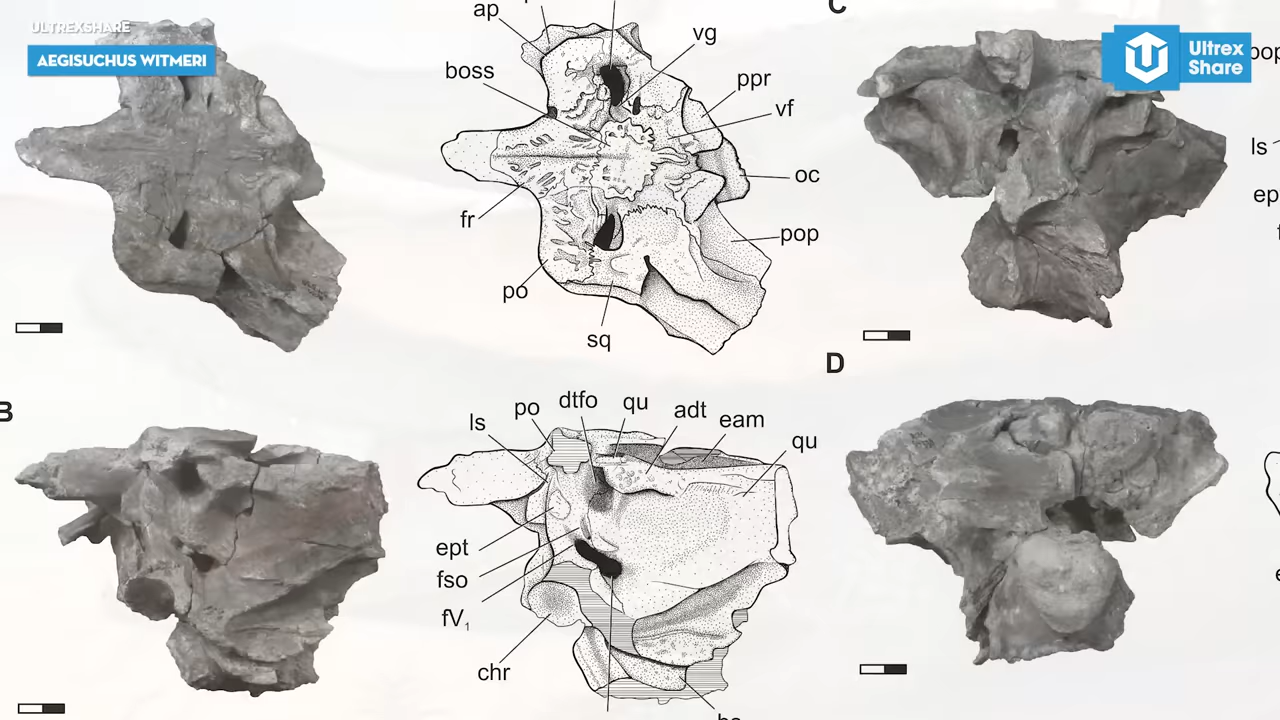 ULTREXSHARE
AEGISUCHUS WITMERI
ap
vg
boss
ppr
vf
oc
fr
pop
po
sq
C
Ultrex
Share
ls
ep
D
B
ls
po
dtfo
qu
adt
eam
qu
ept
fso
fV₁
chr